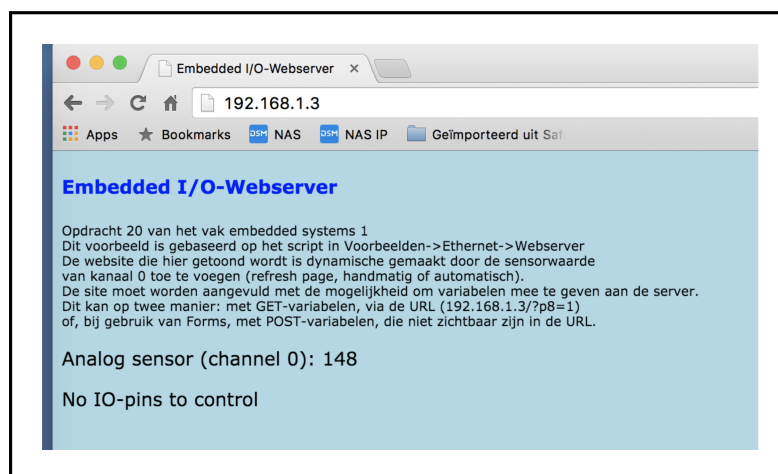 Embedded I/O-Webserver ×
192.168.1.3
Apps Bookmarks DSM NAS DSM NAS IP Geïmporteerd uit Saf
Embedded I/O-Webserver
Opdracht 20 van het vak embedded systems 1
Dit voorbeeld is gebaseerd op het script in Voorbeelden->Ethernet->Webserver
De website die hier getoond wordt is dynamische gemaakt door de sensorwaarde
van kanaal 0 toe te voegen (refresh page, handmatig of automatisch).
De site moet worden aangevuld met de mogelijkheid om variabelen mee te geven aan de server.
Dit kan op twee manier: met GET-variabelen, via de URL (192.168.1.3/?p8=1)
of, bij gebruik van Forms, met POST-variabelen, die niet zichtbaar zijn in de URL.
Analog sensor (channel 0): 148
No IO-pins to control